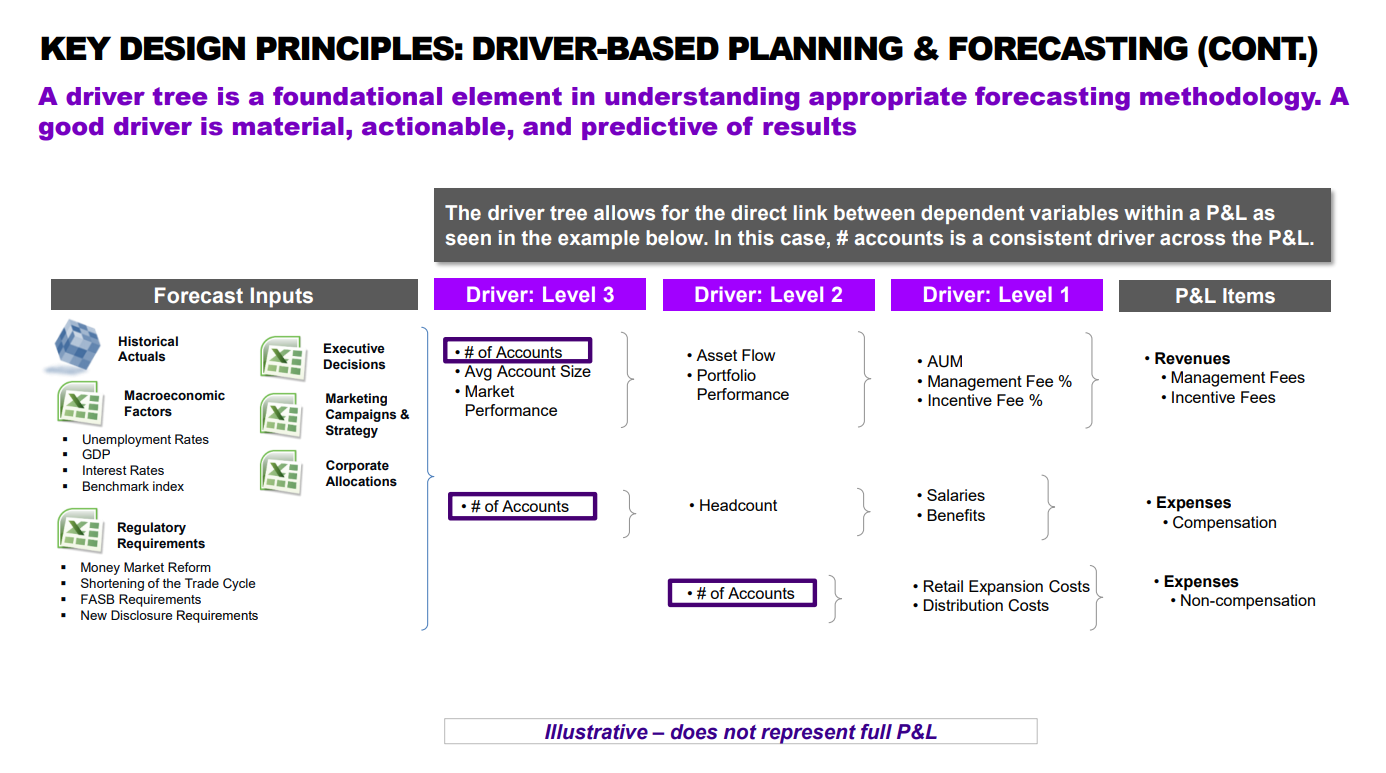 KEY DESIGN PRINCIPLES: DRIVER-BASED PLANNING & FORECASTING (CONT.)
A driver tree is a foundational element in understanding appropriate forecasting methodology. A
good driver is material, actionable, and predictive of results
The driver tree allows for the direct link between dependent variables within a P&L as
seen in the example below. In this case, # accounts is a consistent driver across the P&L.
Forecast Inputs
Historical
Actuals
Macroeconomic
Factors
▪ Unemployment Rates
▪ GDP
▪ Interest Rates
▪ Benchmark index
Regulatory
Requirements
▪ Money Market Reform
▪ Shortening of the Trade Cycle
▪ FASB Requirements
▪ New Disclosure Requirements
Executive
Decisions
Marketing
Campaigns &
Strategy
Corporate
Allocations
Driver: Level 3
• # of Accounts
• Avg Account Size
• Market
Performance
• # of Accounts
Driver: Level 2
• Asset Flow
• Portfolio
Performance
• Headcount
• # of Accounts
Driver: Level 1
• AUM
• Management Fee %
• Incentive Fee %
• Salaries
• Benefits
• Retail Expansion Costs
• Distribution Costs
P&L Items
• Revenues
• Management Fees
• Incentive Fees
• Expenses
• Compensation
• Expenses
• Non-compensation
Illustrative – does not represent full P&L